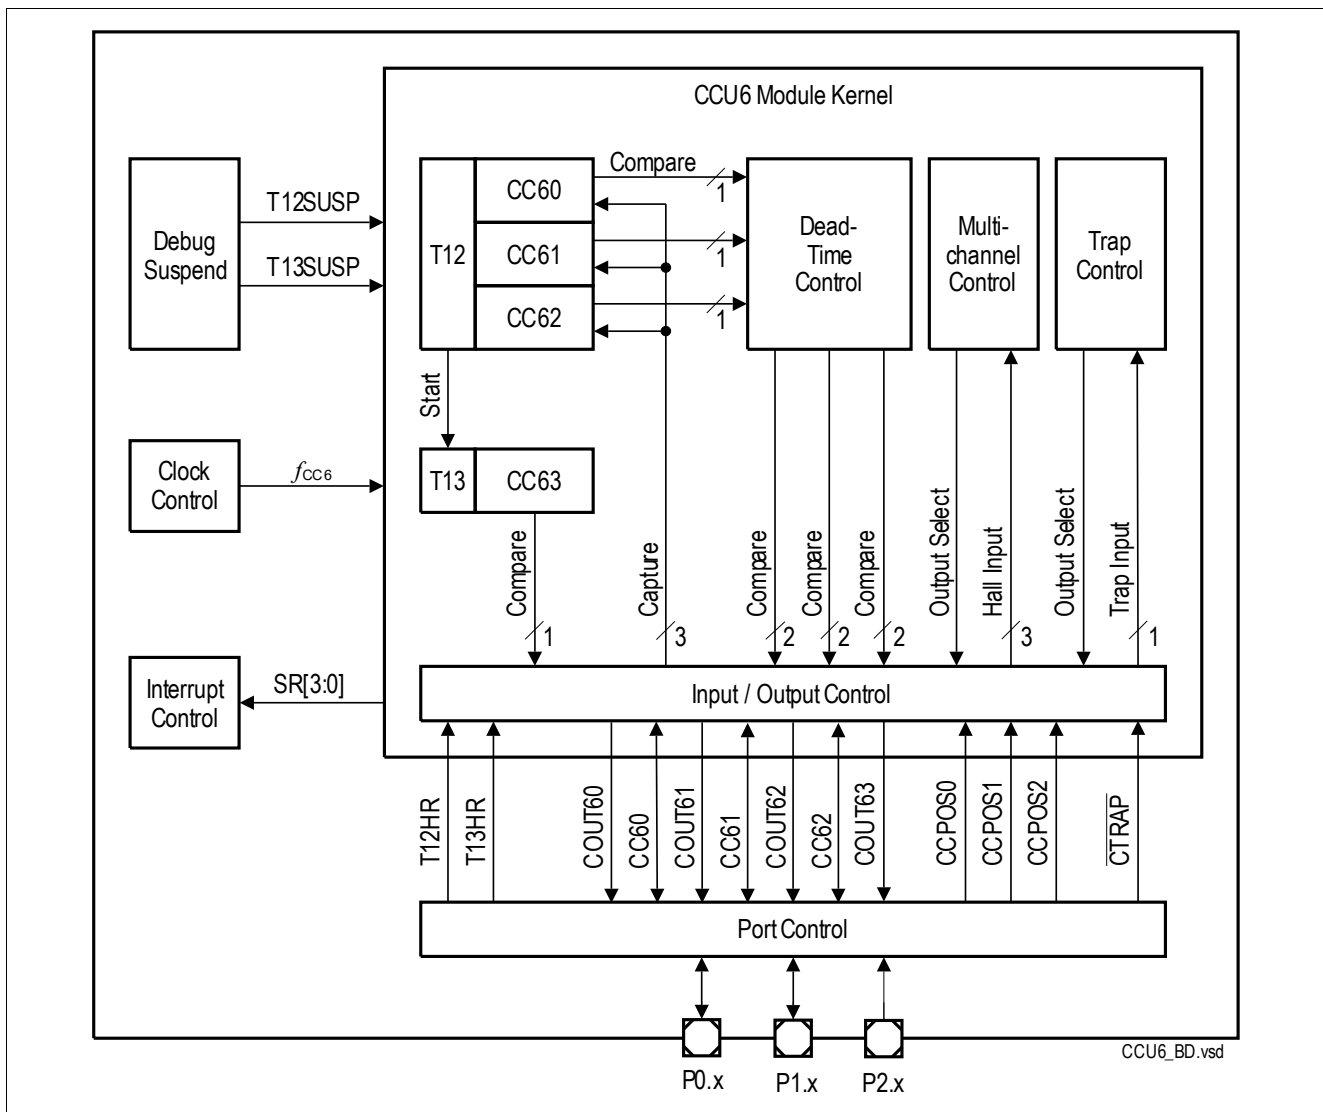 CCU6 Module Kernel
Debug
Suspend
T12SUSP
T13SUSP
T12
CC60
CC61
CC62
Compare
1
1
1
Dead-
Time
Control
Multi-
channel
Control
Trap
Control
Start
Clock
Control
fCC6
T13
CC63
Compare
1
Capture
3
Compare
2
Compare
2
Compare
2
Output Select
Hall Input
3
Output Select
Trap Input
1
Interrupt
Control
SR[3:0]
Input / Output Control
T12HR
T13HR
COUT60
CC60
COUT61
CC61
COUT62
CC62
COUT63
CCPOS0
CCPOS1
CCPOS2
CTRAP
Port Control
P0.x
P1.x
P2.x
CCU6_BD.vsd